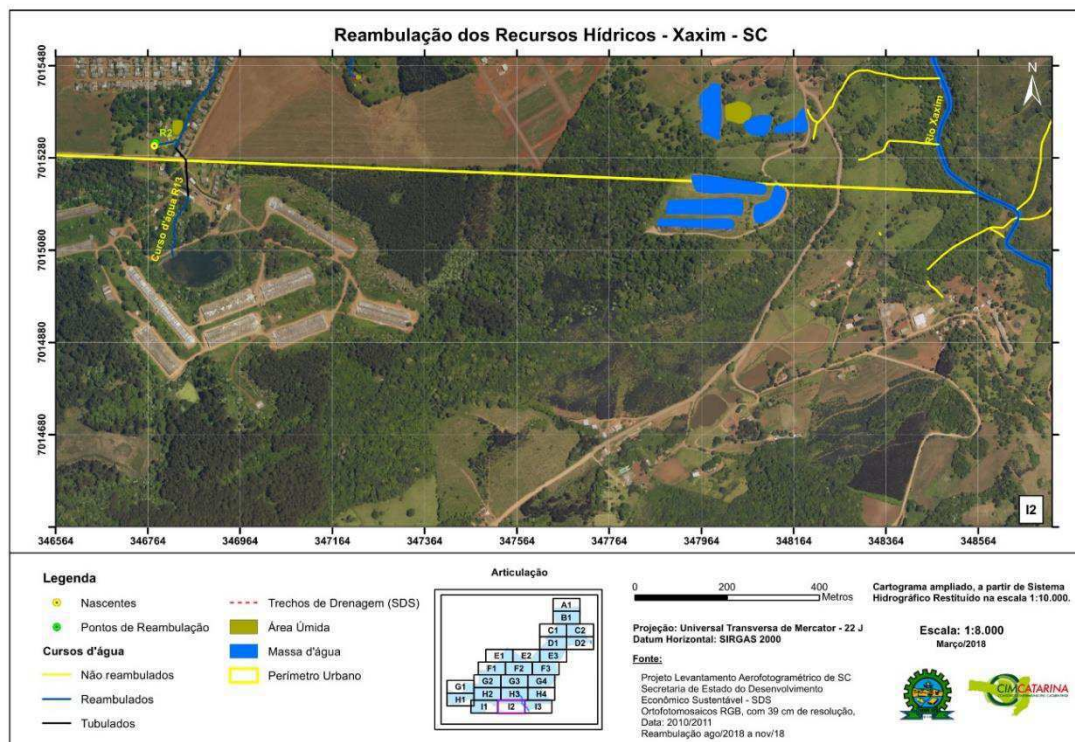 Reambulação dos Recursos Hídricos - Xaxim - SC
7015480
7015280
7015080
7014880
7014680
N
R2
Curso d'água R13
Rio Xaxim
I2
346564 346764 346964 347164 347364 347564 347764 347964 348164 348364 348564
Legenda
Nascentes
Pontos de Reambulação
Cursos d'água
Não reambulados
Reambulados
Tubulados
Trechos de Drenagem (SDS)
Área Úmida
Massa d'água
Perímetro Urbano
Articulação
A1
B1
C1 C2
D1 D2
E1 E2 E3
F1 F2 F3
G1 G2 G3 G4
H1 H2 H3 H4
I1 I2 I3
0 200 400
Metros
Projeção: Universal Transversa de Mercator - 22 J
Datum Horizontal: SIRGAS 2000
Fonte:
Projeto Levantamento Aerofotogramétrico de SC
Secretaria de Estado do Desenvolvimento
Econômico Sustentável - SDS
Ortofotomosaicos RGB, com 39 cm de resolução,
Data: 2010/2011
Reambulação ago/2018 a nov/18
Cartograma ampliado, a partir de Sistema
Hidrográfico Restituído na escala 1:10.000.
Escala: 1:8.000
Março/2018
CIMCATARINA